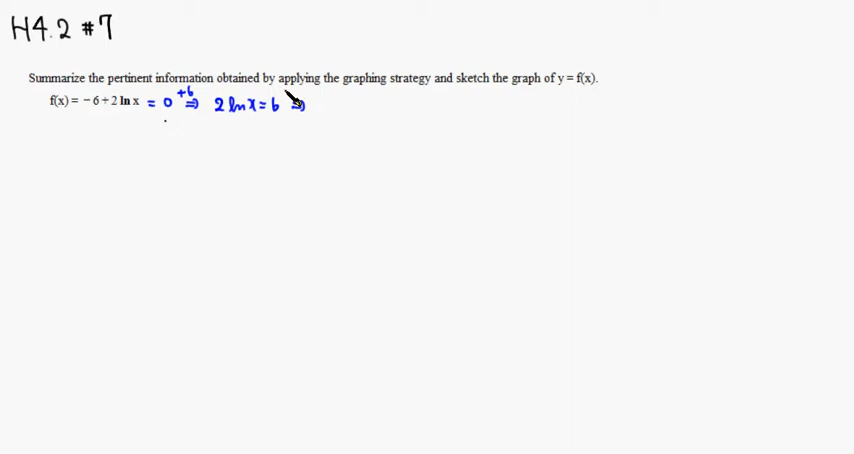 H4.2 #7
Summarize the pertinent information obtained by applying the graphing strategy and sketch the graph of y = f(x).
f(x) = − 6 + 2 ln x = 0 +6 ⇒ 2 ln x = 6 ⇒